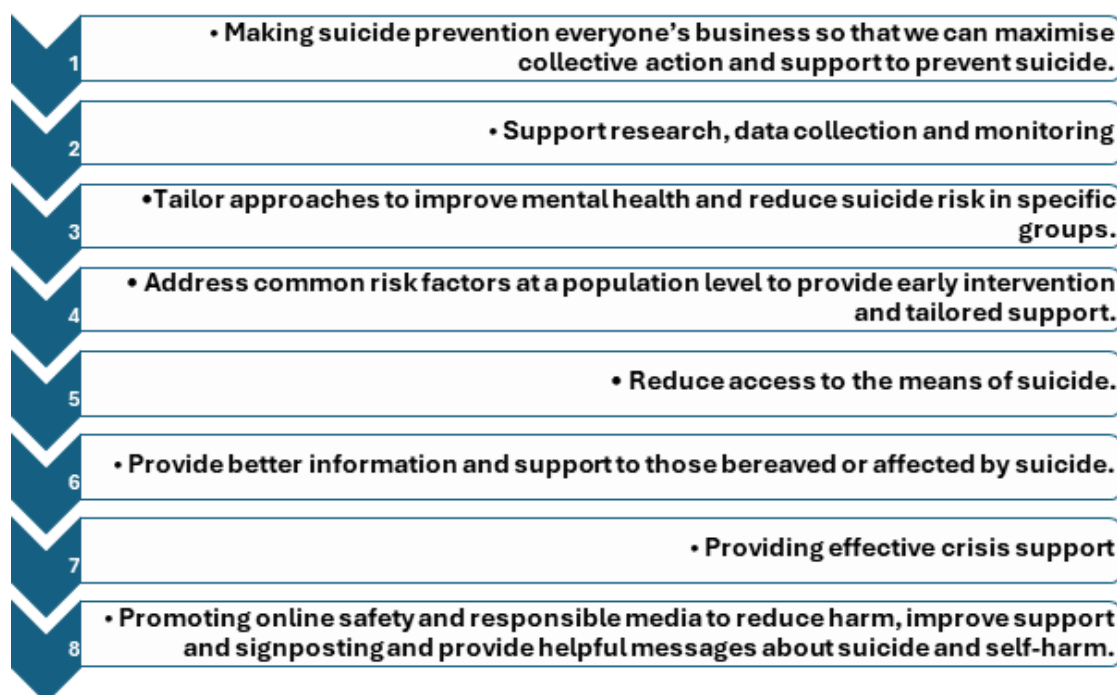 • Making suicide prevention everyone's business so that we can maximise
collective action and support to prevent suicide.
1
• Support research, data collection and monitoring
2
•Tailor approaches to improve mental health and reduce suicide risk in specific
groups.
3
• Address common risk factors at a population level to provide early intervention
and tailored support.
4
• Reduce access to the means of suicide.
5
• Provide better information and support to those bereaved or affected by suicide.
6
• Providing effective crisis support
7
• Promoting online safety and responsible media to reduce harm, improve support
and signposting and provide helpful messages about suicide and self-harm.
8